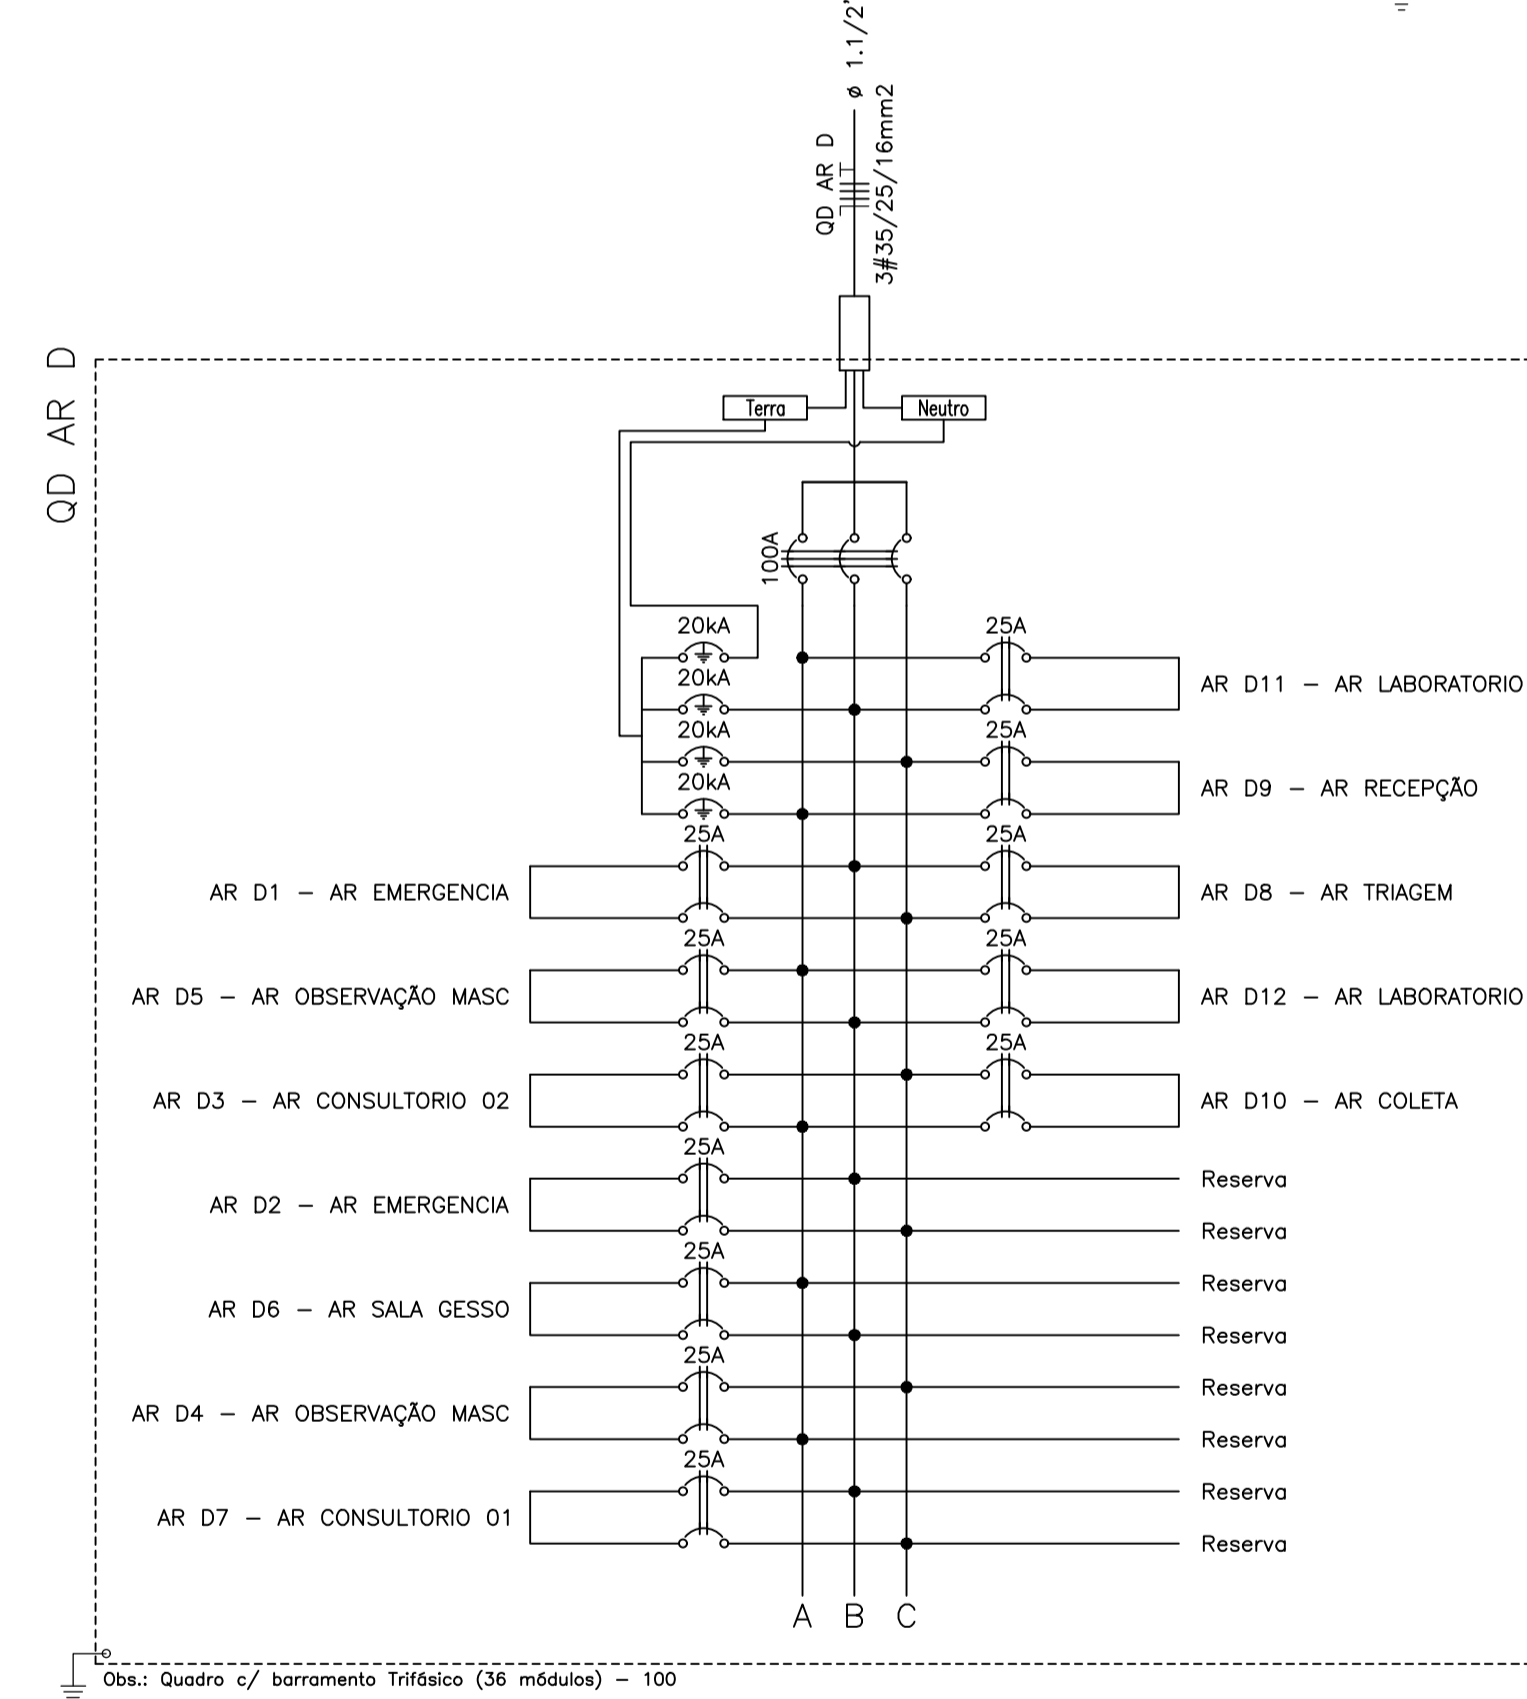 ø 1.1/2"
3#35/25/16mm2
QD AR D
QD AR D
Terra
Neutro
100A
20kA
25A
AR D11 – AR LABORATORIO
20kA
20kA
25A
AR D9 – AR RECEPÇÃO
20kA
25A
25A
AR D1 – AR EMERGENCIA
AR D8 – AR TRIAGEM
25A
25A
AR D5 – AR OBSERVAÇÃO MASC
AR D12 – AR LABORATORIO
25A
25A
AR D3 – AR CONSULTORIO 02
AR D10 – AR COLETA
25A
Reserva
AR D2 – AR EMERGENCIA
Reserva
25A
Reserva
AR D6 – AR SALA GESSO
Reserva
25A
Reserva
AR D4 – AR OBSERVAÇÃO MASC
Reserva
25A
Reserva
AR D7 – AR CONSULTORIO 01
Reserva
A B C
Obs.: Quadro c/ barramento Trifásico (36 módulos) – 100